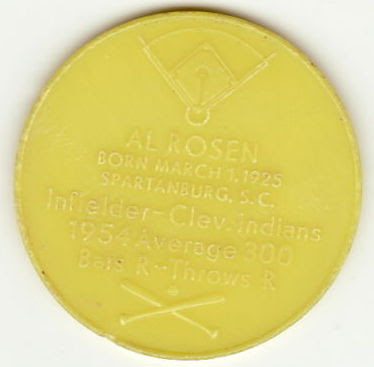 AL ROSEN
BORN MARCH 1, 1925
SPARTANBURG, S. C.
Infielder-Clev. Indians
1954 Average 300
Bats R--Throws R